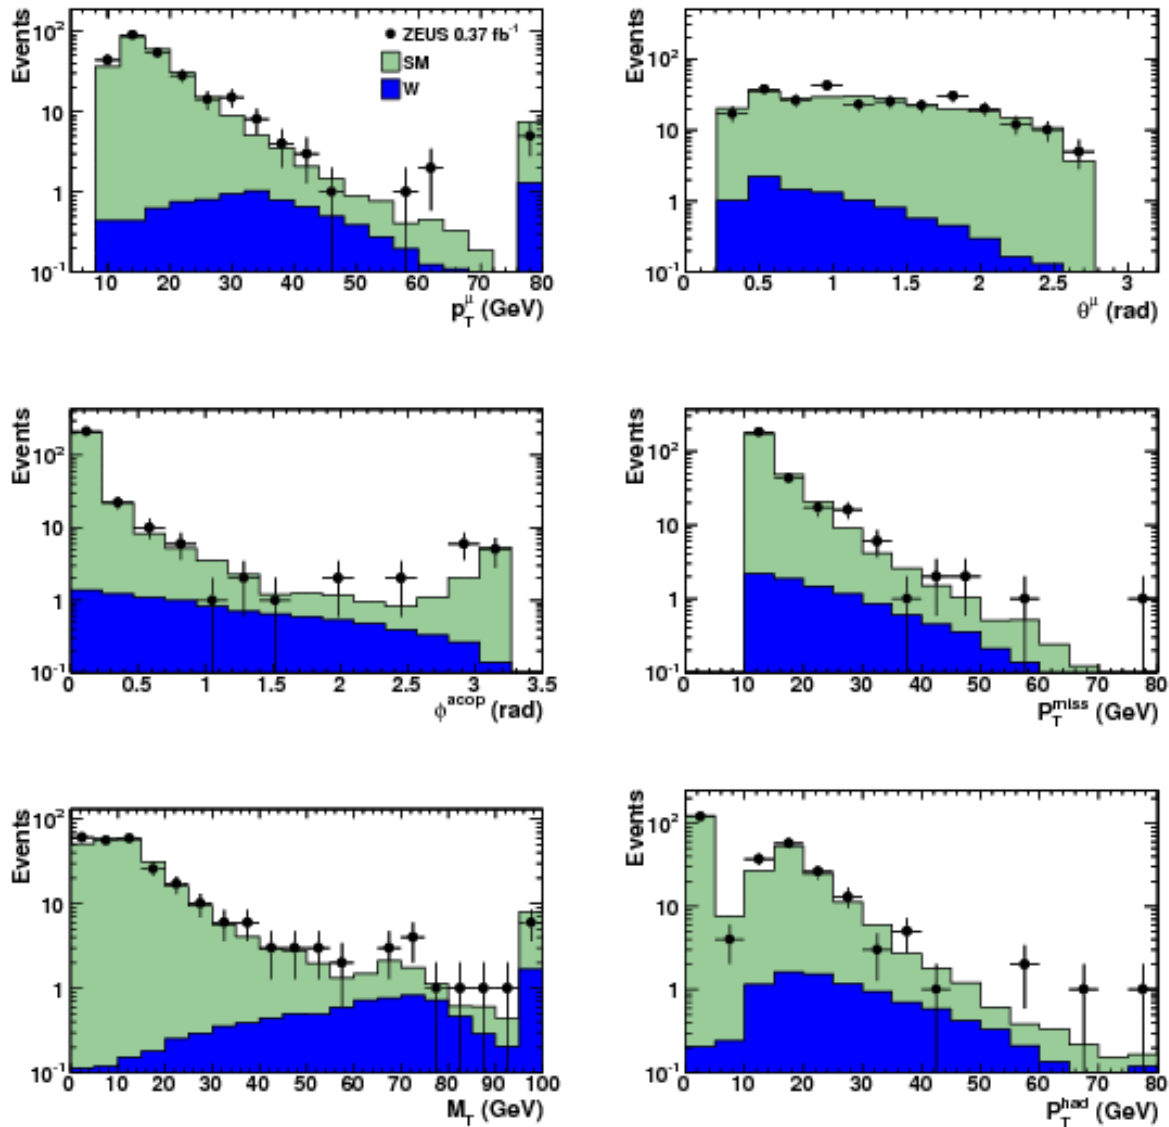 Events
10²
10
1
10⁻¹
ZEUS 0.37 fb⁻¹
SM
W
10 20 30 40 50 60 70 80
p_T^μ (GeV)
Events
10²
10
1
10⁻¹
0 0.5 1 1.5 2 2.5 3
θ^μ (rad)
Events
10²
10
1
10⁻¹
0 0.5 1 1.5 2 2.5 3 3.5
φ^acop (rad)
Events
10²
10
1
10⁻¹
0 10 20 30 40 50 60 70 80
P_T^miss (GeV)
Events
10²
10
1
10⁻¹
0 10 20 30 40 50 60 70 80 90 100
M_T (GeV)
Events
10²
10
1
10⁻¹
0 10 20 30 40 50 60 70 80
P_T^had (GeV)